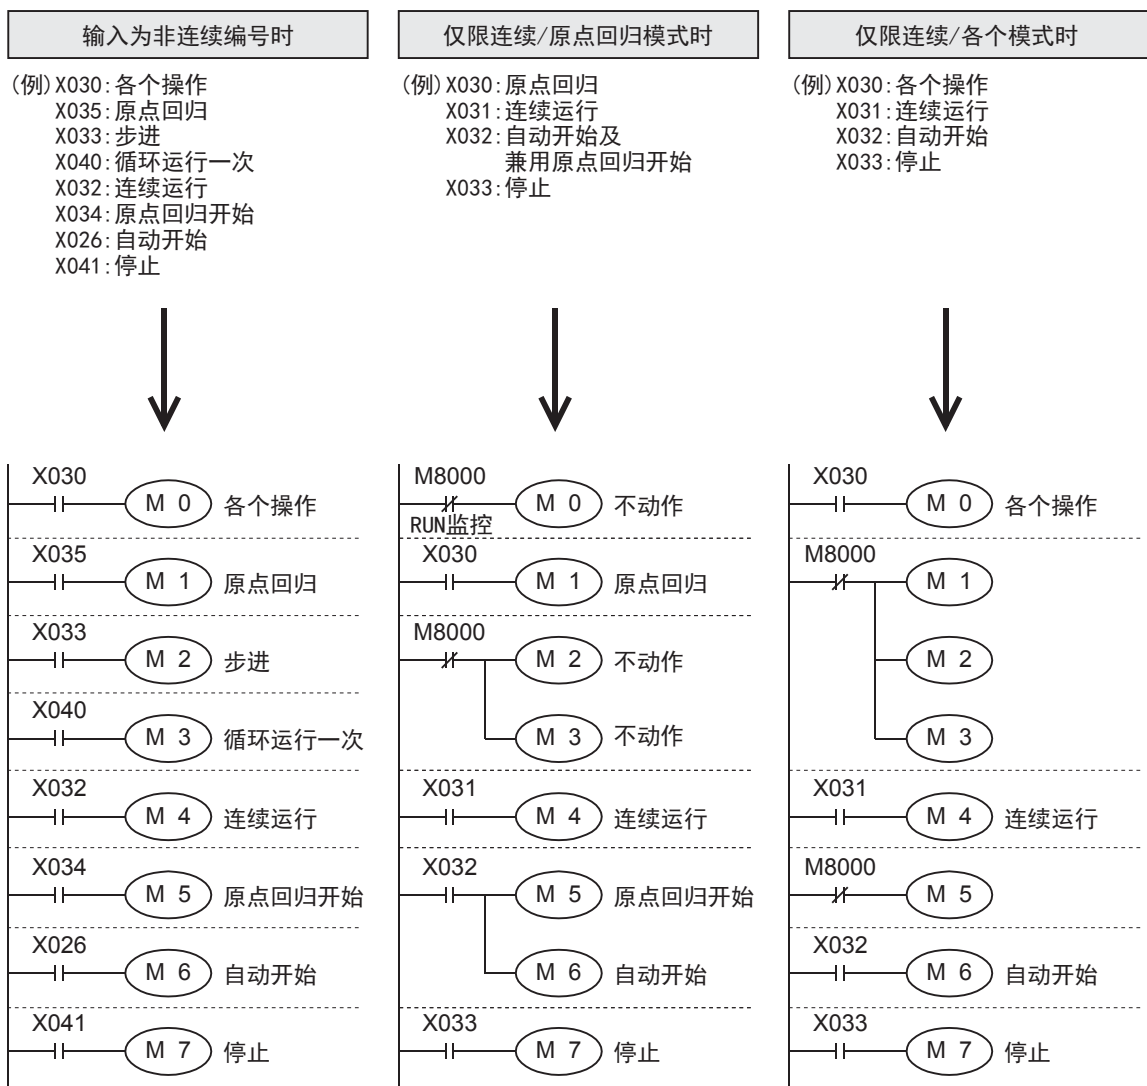 输入为非连续编号时
(例)X030:各个操作
X035:原点回归
X033:步进
X040:循环运行一次
X032:连续运行
X034:原点回归开始
X026:自动开始
X041:停止
X030
M 0 各个操作
X035
M 1 原点回归
X033
M 2 步进
X040
M 3 循环运行一次
X032
M 4 连续运行
X034
M 5 原点回归开始
X026
M 6 自动开始
X041
M 7 停止
仅限连续/原点回归模式时
(例)X030:原点回归
X031:连续运行
X032:自动开始及
兼用原点回归开始
X033:停止
M8000
M 0 不动作
RUN监控
X030
M 1 原点回归
M8000
M 2 不动作
M 3 不动作
X031
M 4 连续运行
X032
M 5 原点回归开始
M 6 自动开始
X033
M 7 停止
仅限连续/各个模式时
(例)X030:各个操作
X031:连续运行
X032:自动开始
X033:停止
X030
M 0 各个操作
M8000
M 1
M 2
M 3
X031
M 4 连续运行
M8000
M 5
X032
M 6 自动开始
X033
M 7 停止